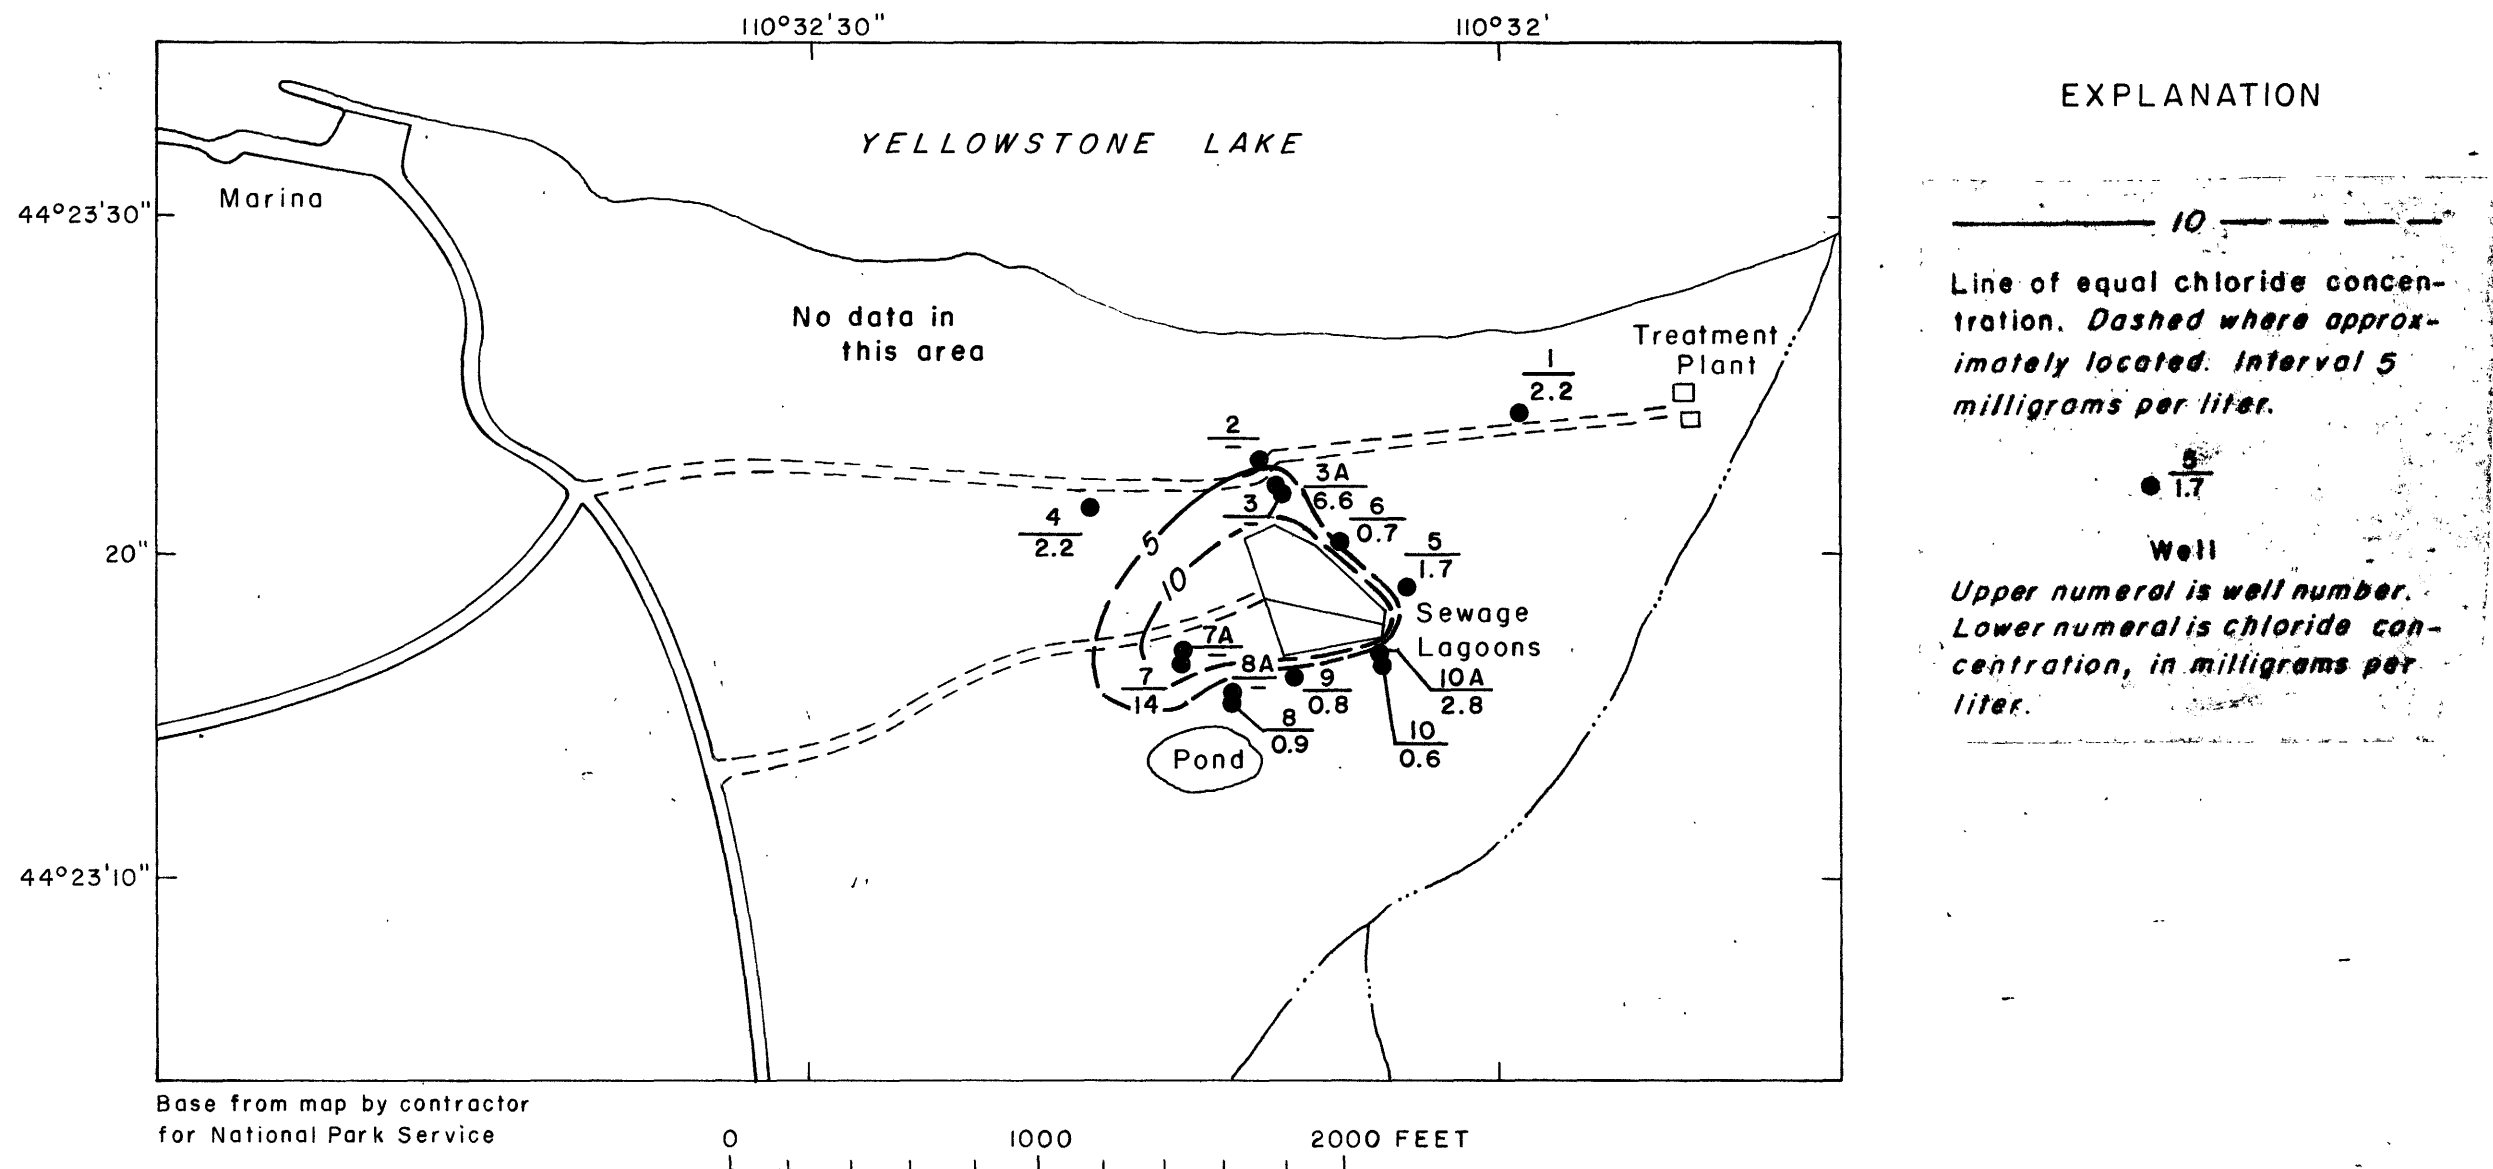 110°32'30"
110°32'
YELLOWSTONE LAKE
Marina
44°23'30"
No data in
this area
Treatment
Plant
1
2.2
2
–
3A
6.6
3
–
6
0.7
4
2.2
5
10
20"
5
1.7
Sewage
Lagoons
7A
–
8A
–
7
14
9
0.8
10A
2.8
8
0.9
10
0.6
Pond
44°23'10"
Base from map by contractor
for National Park Service
0 1000 2000 FEET
EXPLANATION
10
Line of equal chloride concen-
tration. Dashed where approx-
imately located. Interval 5
milligrams per liter.
5
1.7
Well
Upper numeral is well number.
Lower numeral is chloride con-
centration, in milligrams per
liter.